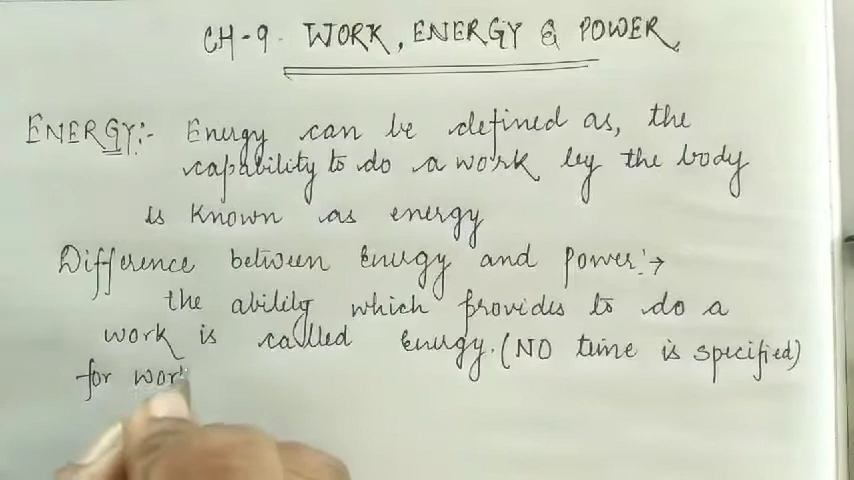 CH-9. WORK, ENERGY & POWER
ENERGY:- Energy can be defined as, the
capability to do a work by the body
is known as energy
Difference between Energy and power:→
the ability which provides to do a
work is called Energy. (NO time is specified)
for work